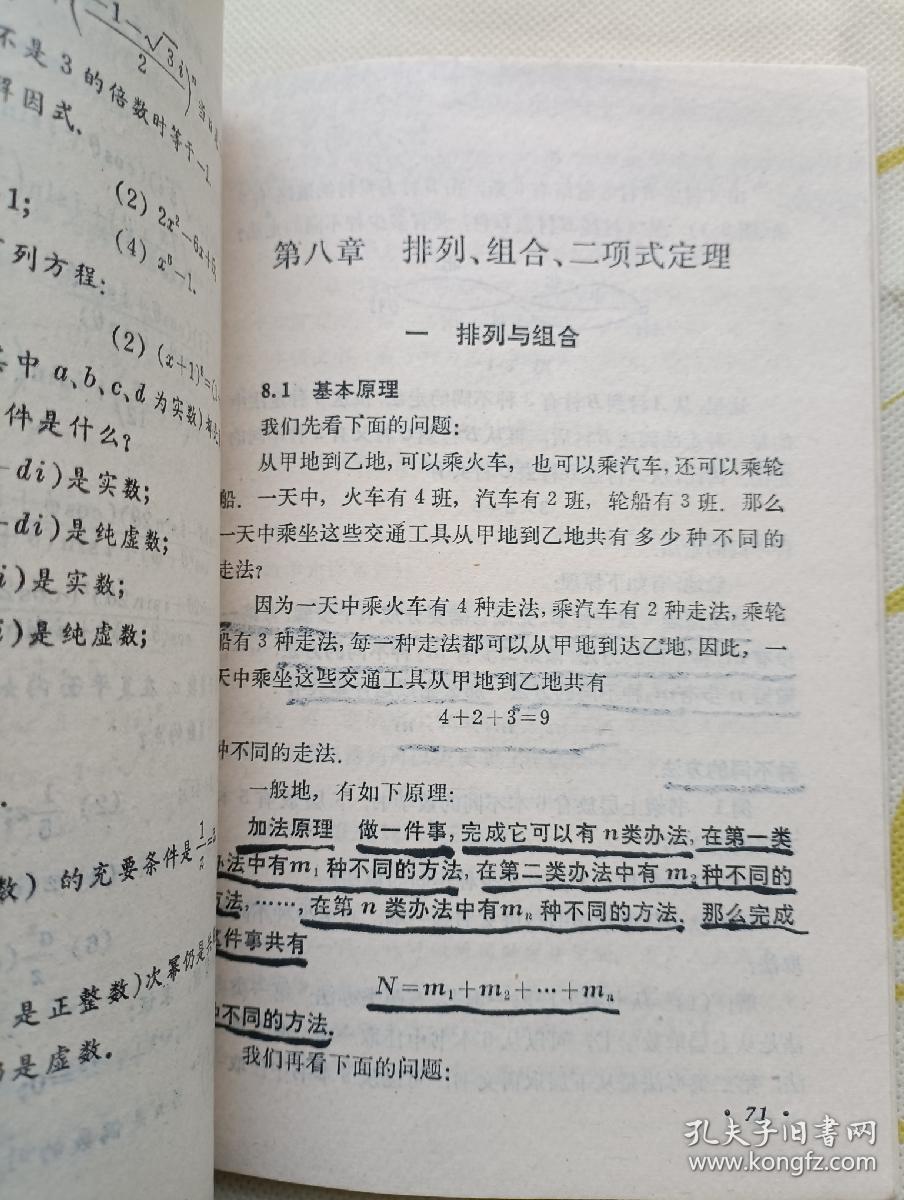 不是 3 的倍数时等于-1.
解因式.
1;
(2) 2x²-6x+5;
(4) x⁵-1.
列方程:
(2)
中 a、b、c、d 为实数)
件是什么?
di)是实数;
di)是纯虚数;
i)是实数;
i)是纯虚数;
的充要条件是
是正整数)次幂仍是
是虚数.
第八章 排列、组合、二项式定理
一 排列与组合
8.1 基本原理
我们先看下面的问题:
从甲地到乙地,可以乘火车, 也可以乘汽车,还可以乘轮
船. 一天中, 火车有 4 班, 汽车有 2 班, 轮船有 3 班. 那么
一天中乘坐这些交通工具从甲地到乙地共有多少种不同的
走法?
因为一天中乘火车有 4 种走法,乘汽车有 2 种走法,乘轮
船有 3 种走法,每一种走法都可以从甲地到达乙地,因此, 一
天中乘坐这些交通工具从甲地到乙地共有
4+2+3=9
种不同的走法.
一般地, 有如下原理:
加法原理 做一件事,完成它可以有 n 类办法,在第一类
办法中有 m₁ 种不同的方法,在第二类办法中有 m₂ 种不同的
方法,……,在第 n 类办法中有 mₙ 种不同的方法. 那么完成
这件事共有
N=m₁+m₂+…+mₙ
种不同的方法.
我们再看下面的问题:
· 71 ·
孔夫子旧书网
www.kongfz.com